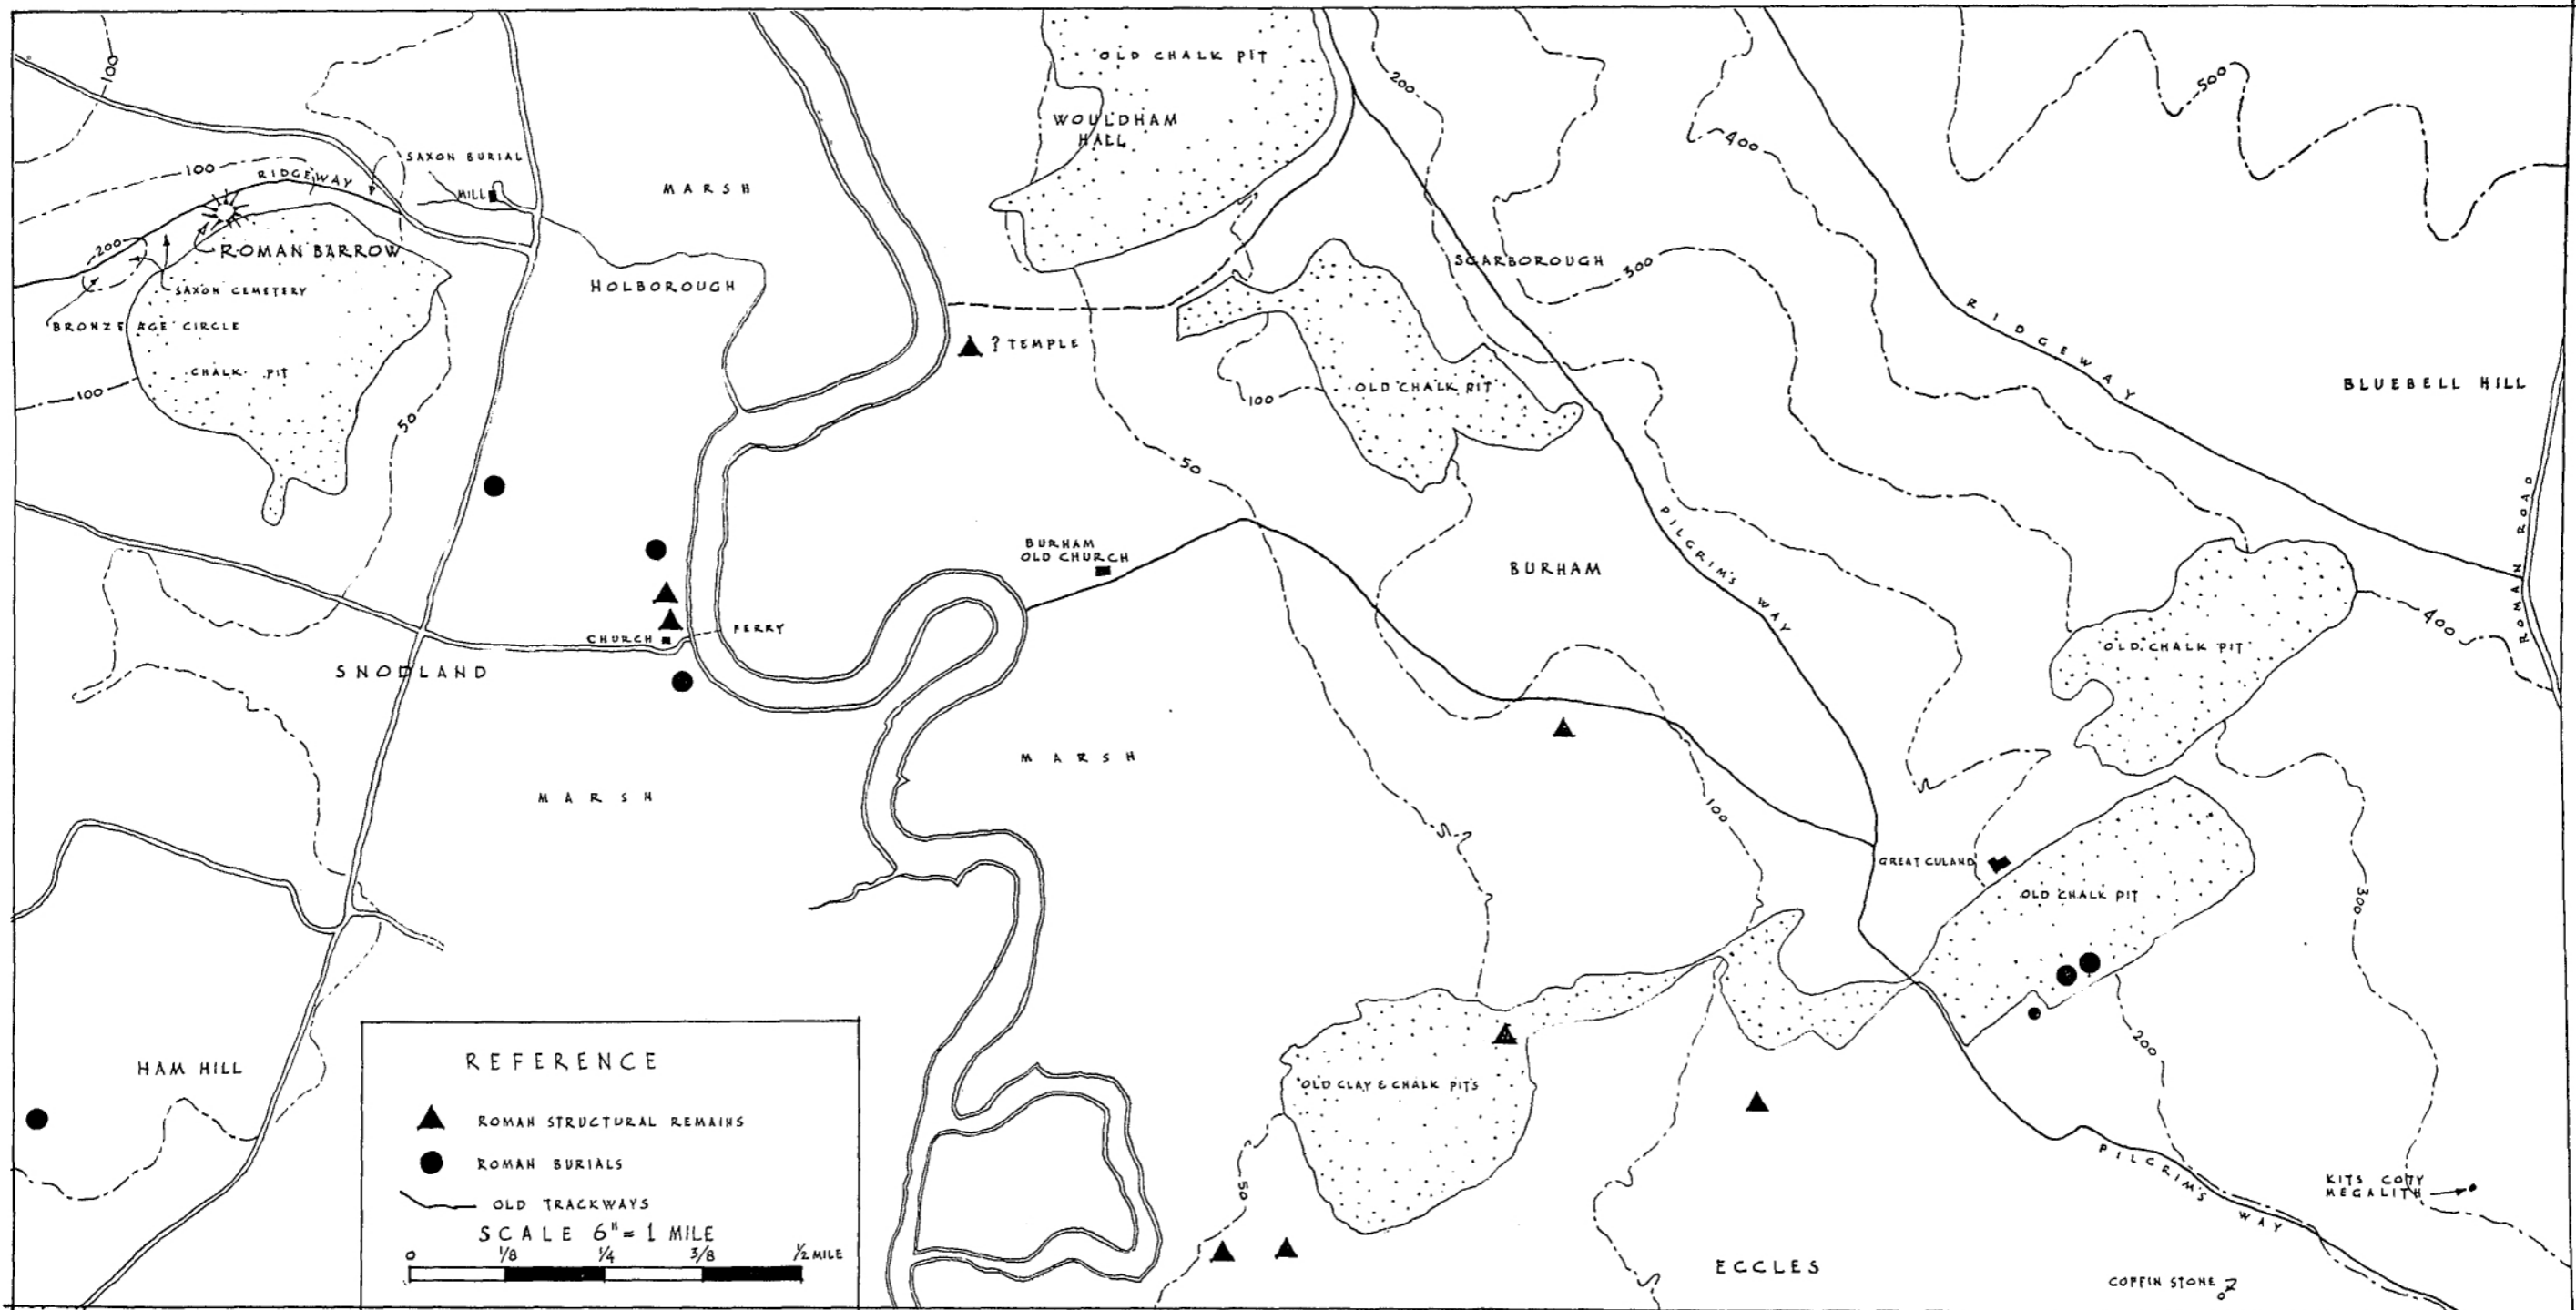 OLD CHALK PIT
100
200
500
WOULDHAM
HALL
400
SAXON BURIAL
100
RIDGEWAY
MILL
MARSH
200
ROMAN BARROW
SCARBOROUGH
300
SAXON CEMETERY
HOLBOROUGH
RIDGEWAY
BRONZE AGE CIRCLE
? TEMPLE
CHALK PIT
OLD CHALK PIT
BLUEBELL HILL
100
100
50
50
ROMAN ROAD
PILGRIM'S WAY
BURHAM
OLD CHURCH
BURHAM
400
CHURCH
FERRY
OLD CHALK PIT
SNODLAND
MARSH
MARSH
100
GREAT CULAND
OLD CHALK PIT
300
200
HAM HILL
OLD CLAY & CHALK PITS
REFERENCE
ROMAN STRUCTURAL REMAINS
ROMAN BURIALS
OLD TRACKWAYS
SCALE 6" = 1 MILE
0 1/8 1/4 3/8 1/2 MILE
50
PILGRIM'S WAY
KITS COTY
MEGALITH
ECCLES
COFFIN STONE